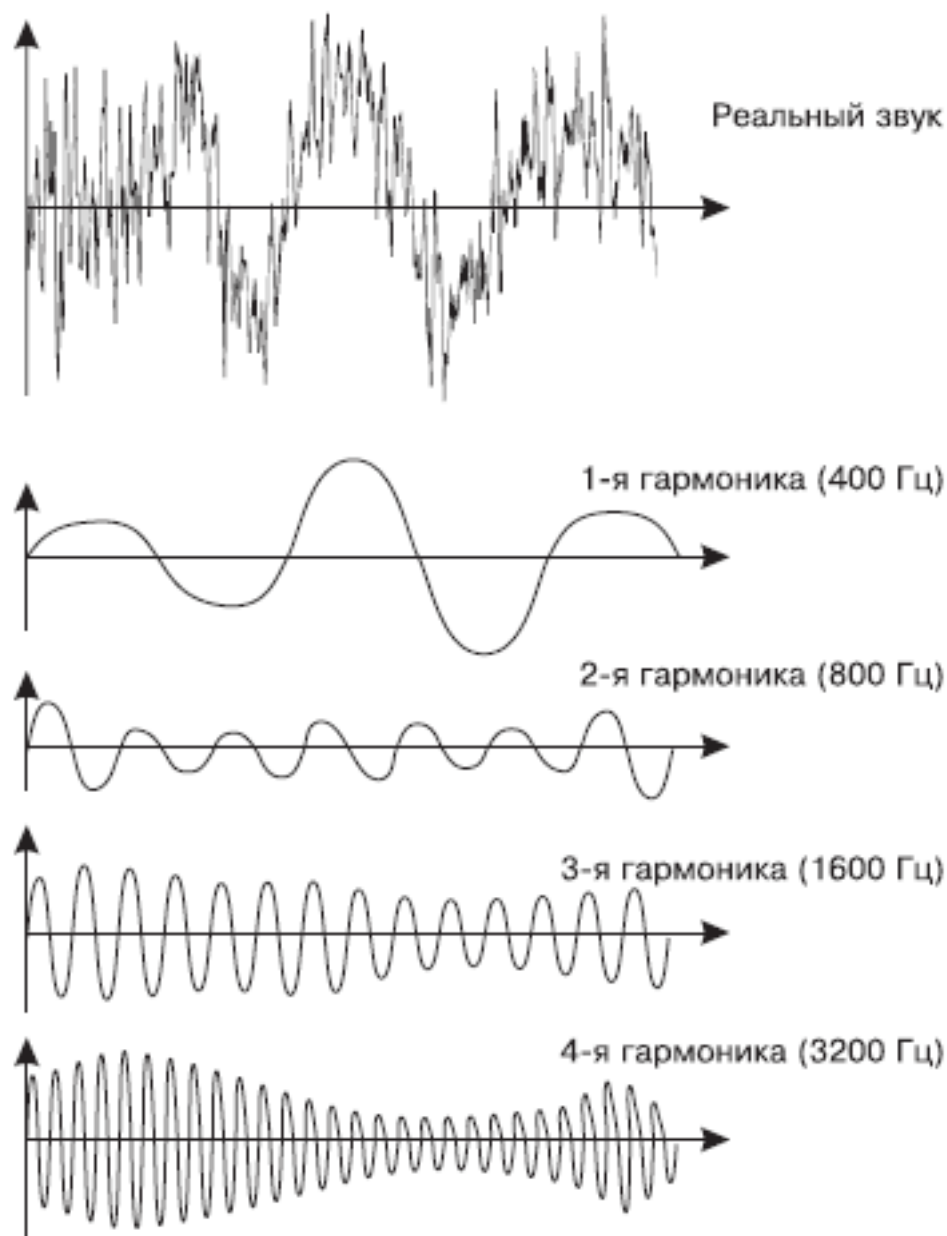 Реальный звук
1-я гармоника (400 Гц)
2-я гармоника (800 Гц)
3-я гармоника (1600 Гц)
4-я гармоника (3200 Гц)